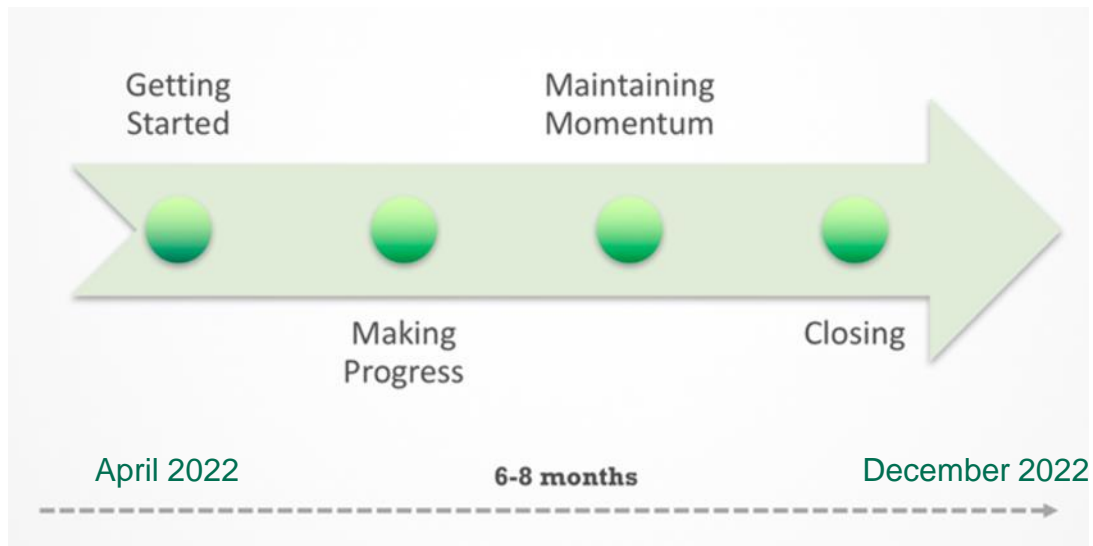 Getting
Started
Maintaining
Momentum
Making
Progress
Closing
April 2022
6-8 months
December 2022